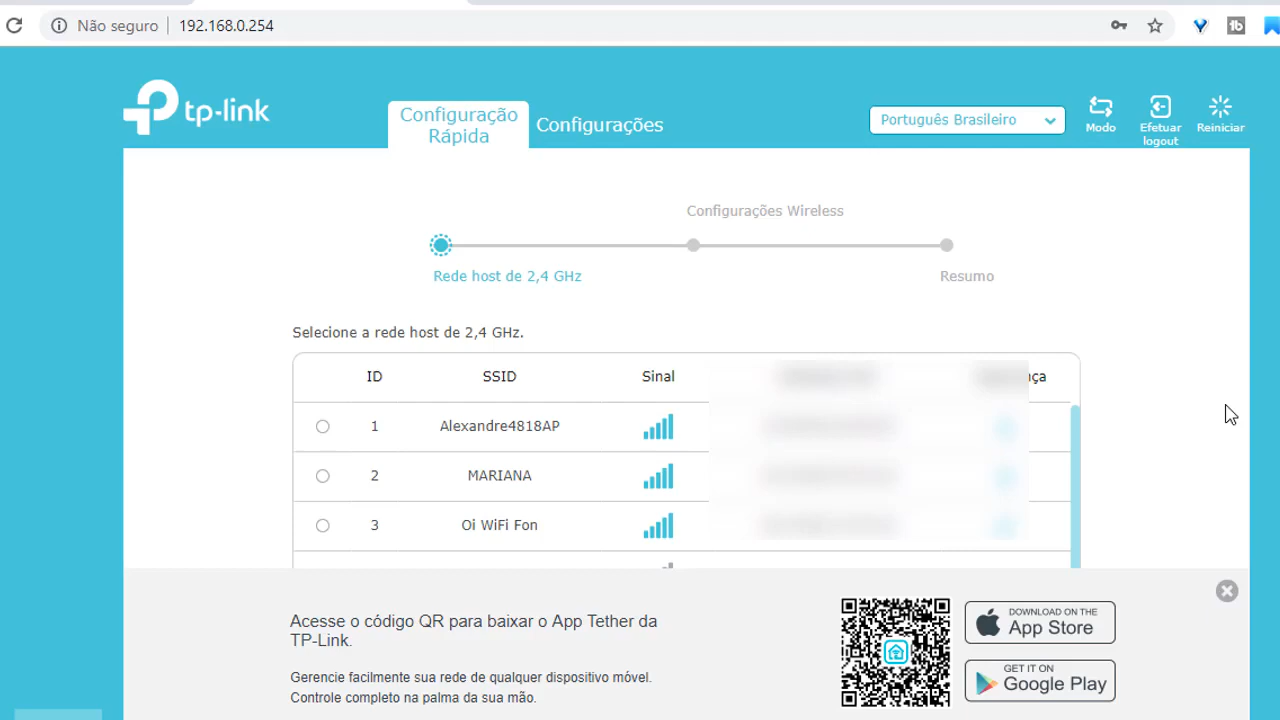 Não seguro | 192.168.0.254
tp-link
Configuração
Rápida
Configurações
Português Brasileiro
Modo
Efetuar
logout
Reiniciar
Configurações Wireless
Rede host de 2,4 GHz
Resumo
Selecione a rede host de 2,4 GHz.
ID SSID Sinal
1 Alexandre4818AP
2 MARIANA
3 Oi WiFi Fon
Acesse o código QR para baixar o App Tether da
TP-Link.
Gerencie facilmente sua rede de qualquer dispositivo móvel.
Controle completo na palma da sua mão.
DOWNLOAD ON THE
App Store
GET IT ON
Google Play